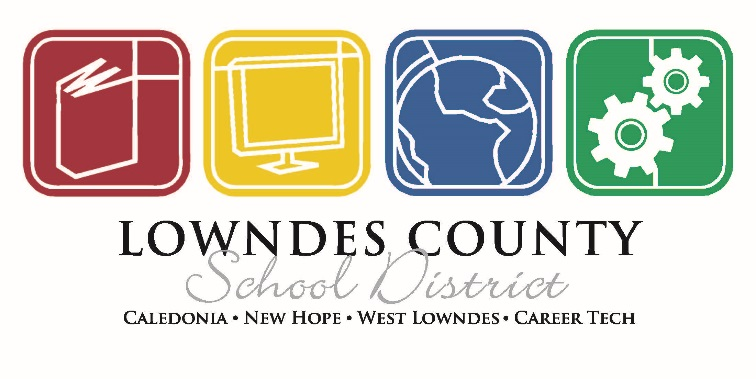 LOWNDES COUNTY
School District
CALEDONIA • NEW HOPE • WEST LOWNDES • CAREER TECH